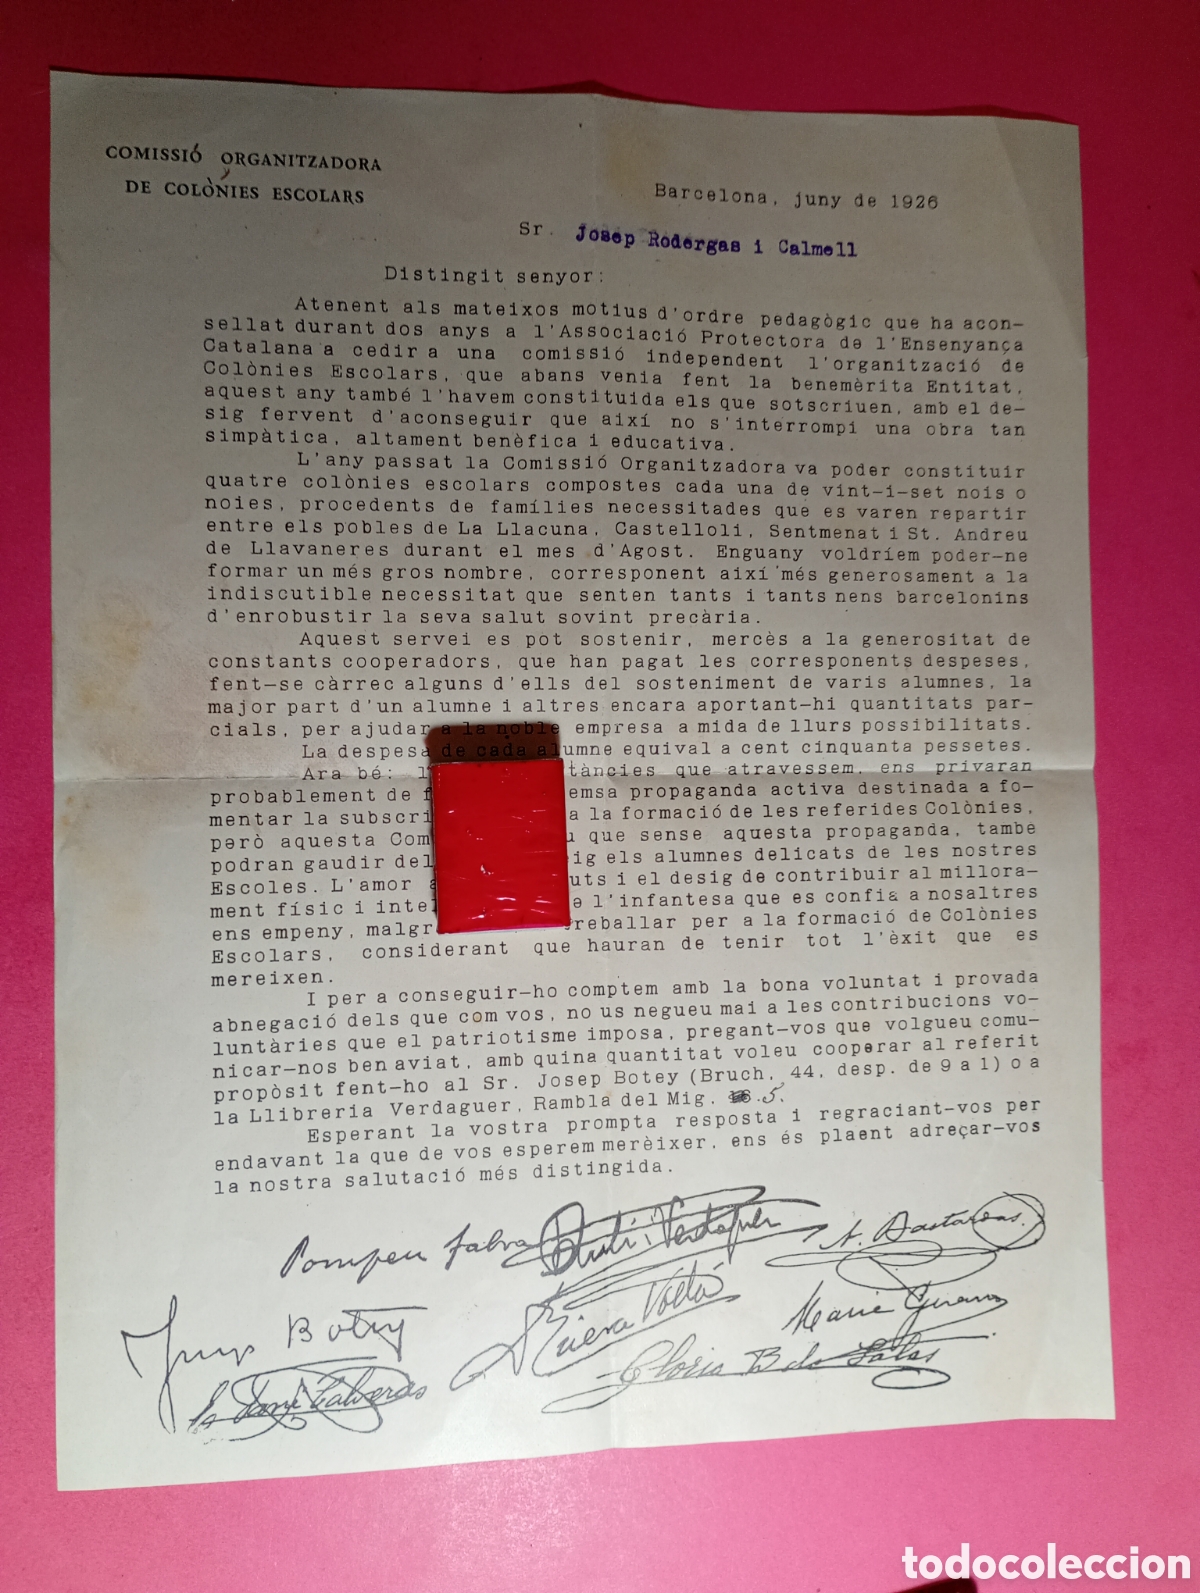 COMISSIÓ ORGANITZADORA
DE COLÒNIES ESCOLARS
Barcelona, juny de 1926
Sr. Josep Rodergas i Calmell
Distingit senyor:
Atenent als mateixos motius d'ordre pedagògic que ha acon-
sellat durant dos anys a l'Associació Protectora de l'Ensenyança
Catalana a cedir a una comissió independent l'organització de
Colònies Escolars, que abans venia fent la benemèrita Entitat,
aquest any també l'havem constituida els que sotscriuen, amb el de-
sig fervent d'aconseguir que així no s'interrompi una obra tan
simpàtica, altament benèfica i educativa.
L'any passat la Comissió Organitzadora va poder constituir
quatre colònies escolars compostes cada una de vint-i-set nois o
noies, procedents de famílies necessitades que es varen repartir
entre els pobles de La Llacuna, Castelloli, Sentmenat i St. Andreu
de Llavaneres durant el mes d'Agost. Enguany voldríem poder-ne
formar un més gros nombre, corresponent així més generosament a la
indiscutible necessitat que senten tants i tants nens barcelonins
d'enrobustir la seva salut sovint precària.
Aquest servei es pot sostenir, mercès a la generositat de
constants cooperadors, que han pagat les corresponents despeses,
fent-se càrrec alguns d'ells del sosteniment de varis alumnes, la
major part d'un alumne i altres encara aportant-hi quantitats par-
cials, per ajudar a la noble empresa a mida de llurs possibilitats.
La despesa de cada alumne equival a cent cinquanta pessetes.
Ara bé: tàncies que atravessem, ens privaran
probablement de f emsa propaganda activa destinada a fo-
mentar la subscri a la formació de les referides Colònies,
però aquesta Com u que sense aquesta propaganda, també
podran gaudir del ig els alumnes delicats de les nostres
Escoles. L'amor a uts i el desig de contribuir al millora-
ment físic i intel e l'infantesa que es confia a nosaltres
ens empeny, malgr reballar per a la formació de Colònies
Escolars, considerant que hauran de tenir tot l'èxit que es
mereixen.
I per a conseguir-ho comptem amb la bona voluntat i provada
abnegació dels que com vos, no us negueu mai a les contribucions vo-
luntàries que el patriotisme imposa, pregant-vos que volgueu comu-
nicar-nos ben aviat, amb quina quantitat voleu cooperar al referit
propòsit fent-ho al Sr. Josep Botey (Bruch, 44, desp. de 9 a 1) o a
la Llibreria Verdaguer, Rambla del Mig, 5.
Esperant la vostra prompta resposta i regraciant-vos per
endavant la que de vos esperem merèixer, ens és plaent adreçar-vos
la nostra salutació més distingida.
Pompeu Fabra i Verdaguer
Josep Botey Riera
Maria
Gloria B de
todocoleccion